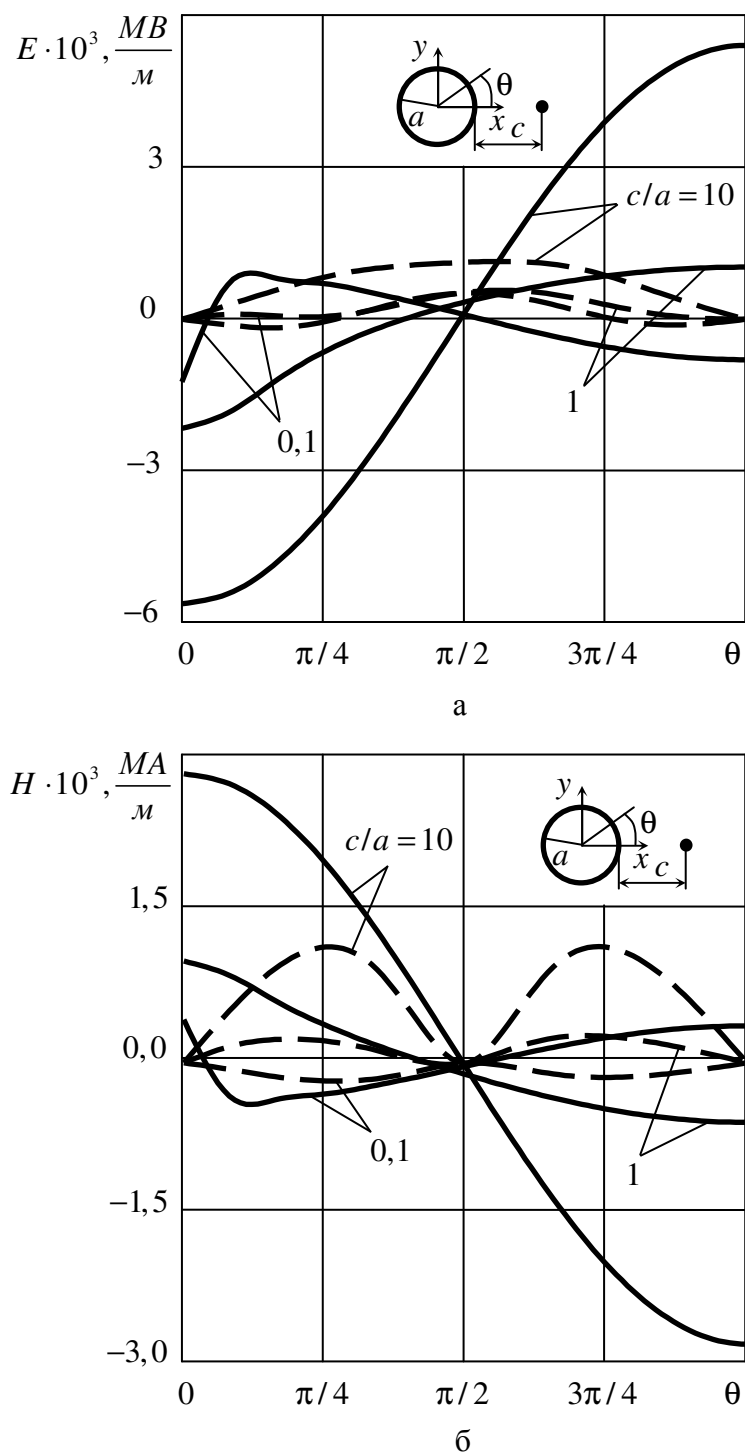 E · 10³, МВ/м
y
θ
a
x
c
3
c/a = 10
0
1
0,1
−3
−6
0 π/4 π/2 3π/4 θ
а
H · 10³, МА/м
y
c/a = 10
θ
a
x
c
1,5
0,0
0,1
1
−1,5
−3,0
0 π/4 π/2 3π/4 θ
б